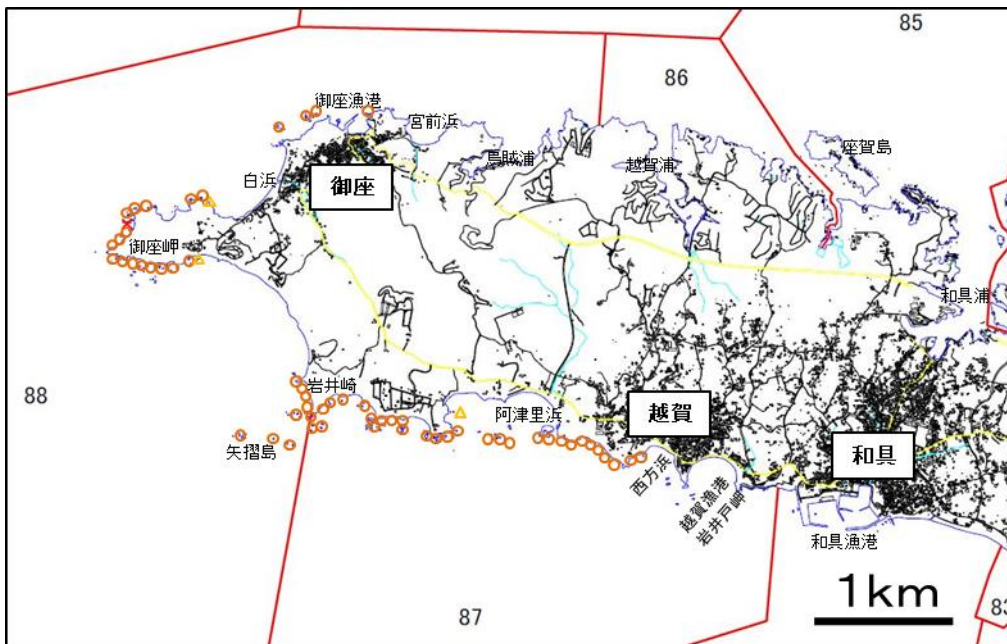 85
86
御座漁港
宮前浜
座賀島
烏賊浦
越賀浦
白浜
御座
御座岬
和具浦
岩井崎
88
阿津里浜
越賀
和具
矢摺島
西方浜
越賀漁港
岩井戸岬
和具漁港
1km
87
83